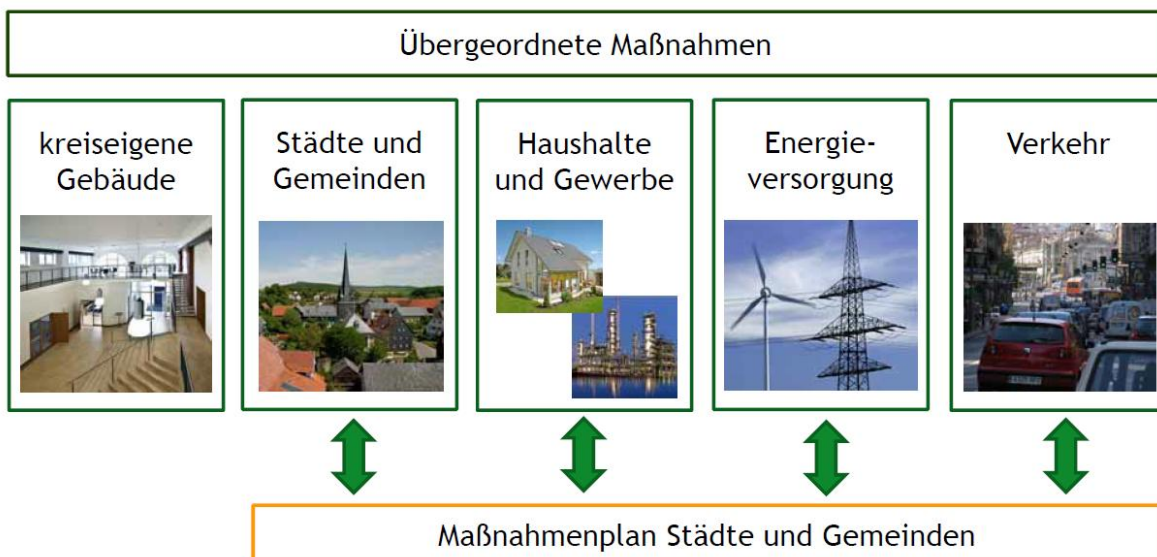 Übergeordnete Maßnahmen
kreiseigene
Gebäude
Städte und
Gemeinden
Haushalte
und Gewerbe
Energie-
versorgung
Verkehr
Maßnahmenplan Städte und Gemeinden